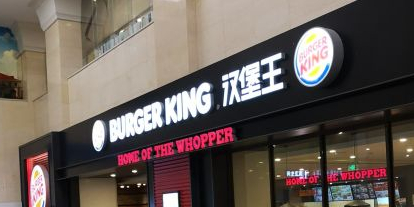 BURGER KING 汉堡王
BURGER KING
HOME OF THE WHOPPER
HOME OF THE WHOPPER